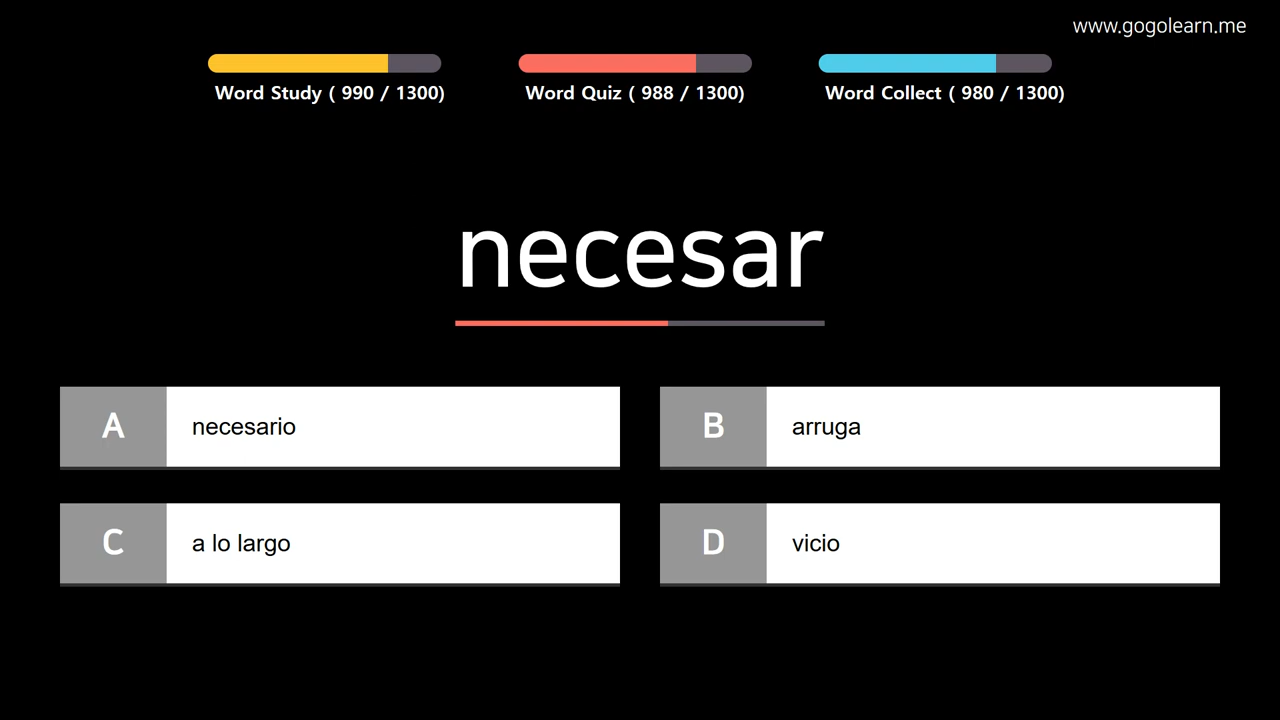 www.gogolearn.me
Word Study ( 990 / 1300)
Word Quiz ( 988 / 1300)
Word Collect ( 980 / 1300)
necesar
A
necesario
B
arruga
C
a lo largo
D
vicio